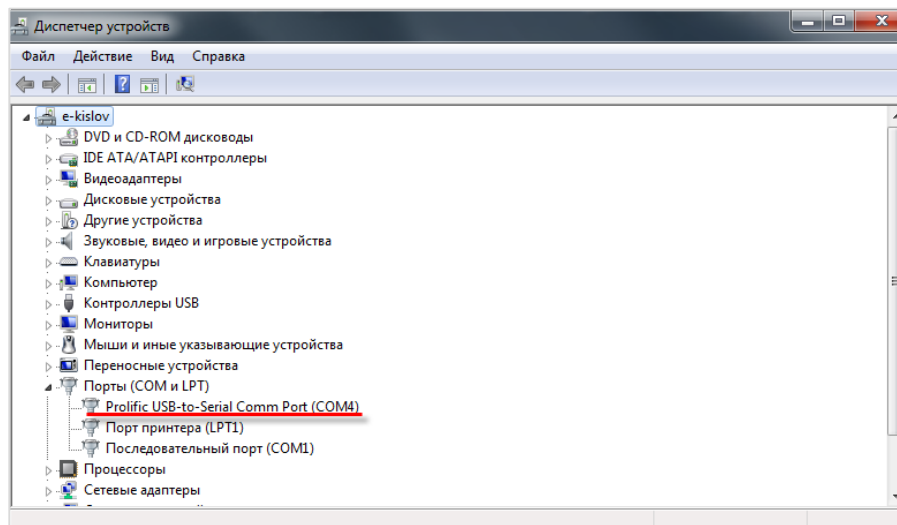 Диспетчер устройств
Файл Действие Вид Справка
e-kislov
DVD и CD-ROM дисководы
IDE ATA/ATAPI контроллеры
Видеоадаптеры
Дисковые устройства
Другие устройства
Звуковые, видео и игровые устройства
Клавиатуры
Компьютер
Контроллеры USB
Мониторы
Мыши и иные указывающие устройства
Переносные устройства
Порты (COM и LPT)
Prolific USB-to-Serial Comm Port (COM4)
Порт принтера (LPT1)
Последовательный порт (COM1)
Процессоры
Сетевые адаптеры